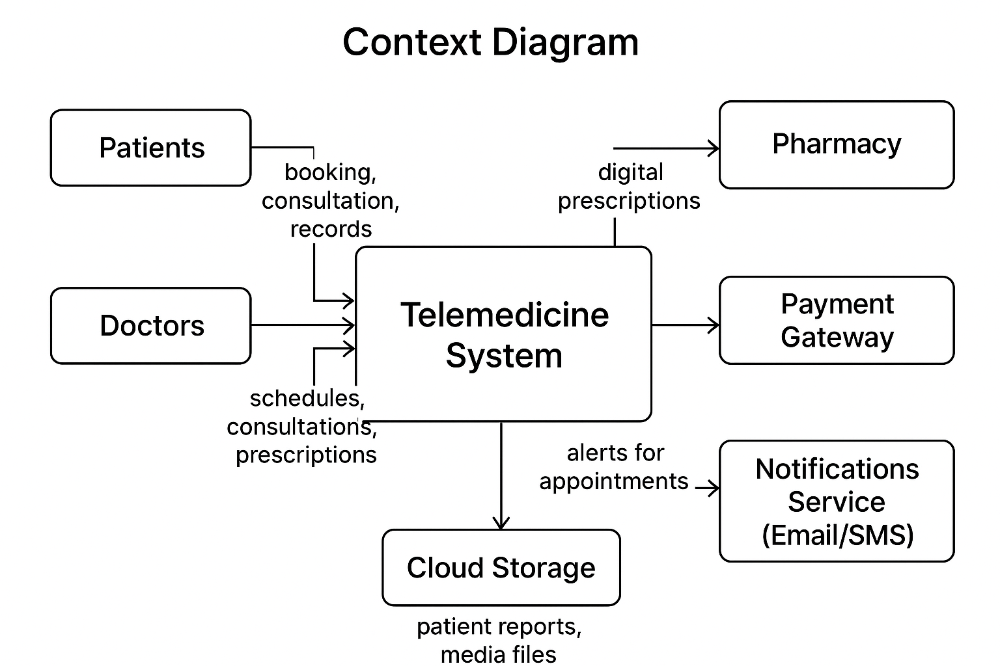 Context Diagram
Patients
booking,
consultation,
records
digital
prescriptions
Pharmacy
Doctors
Telemedicine
System
Payment
Gateway
schedules,
consultations,
prescriptions
alerts for
appointments
Notifications
Service
(Email/SMS)
Cloud Storage
patient reports,
media files